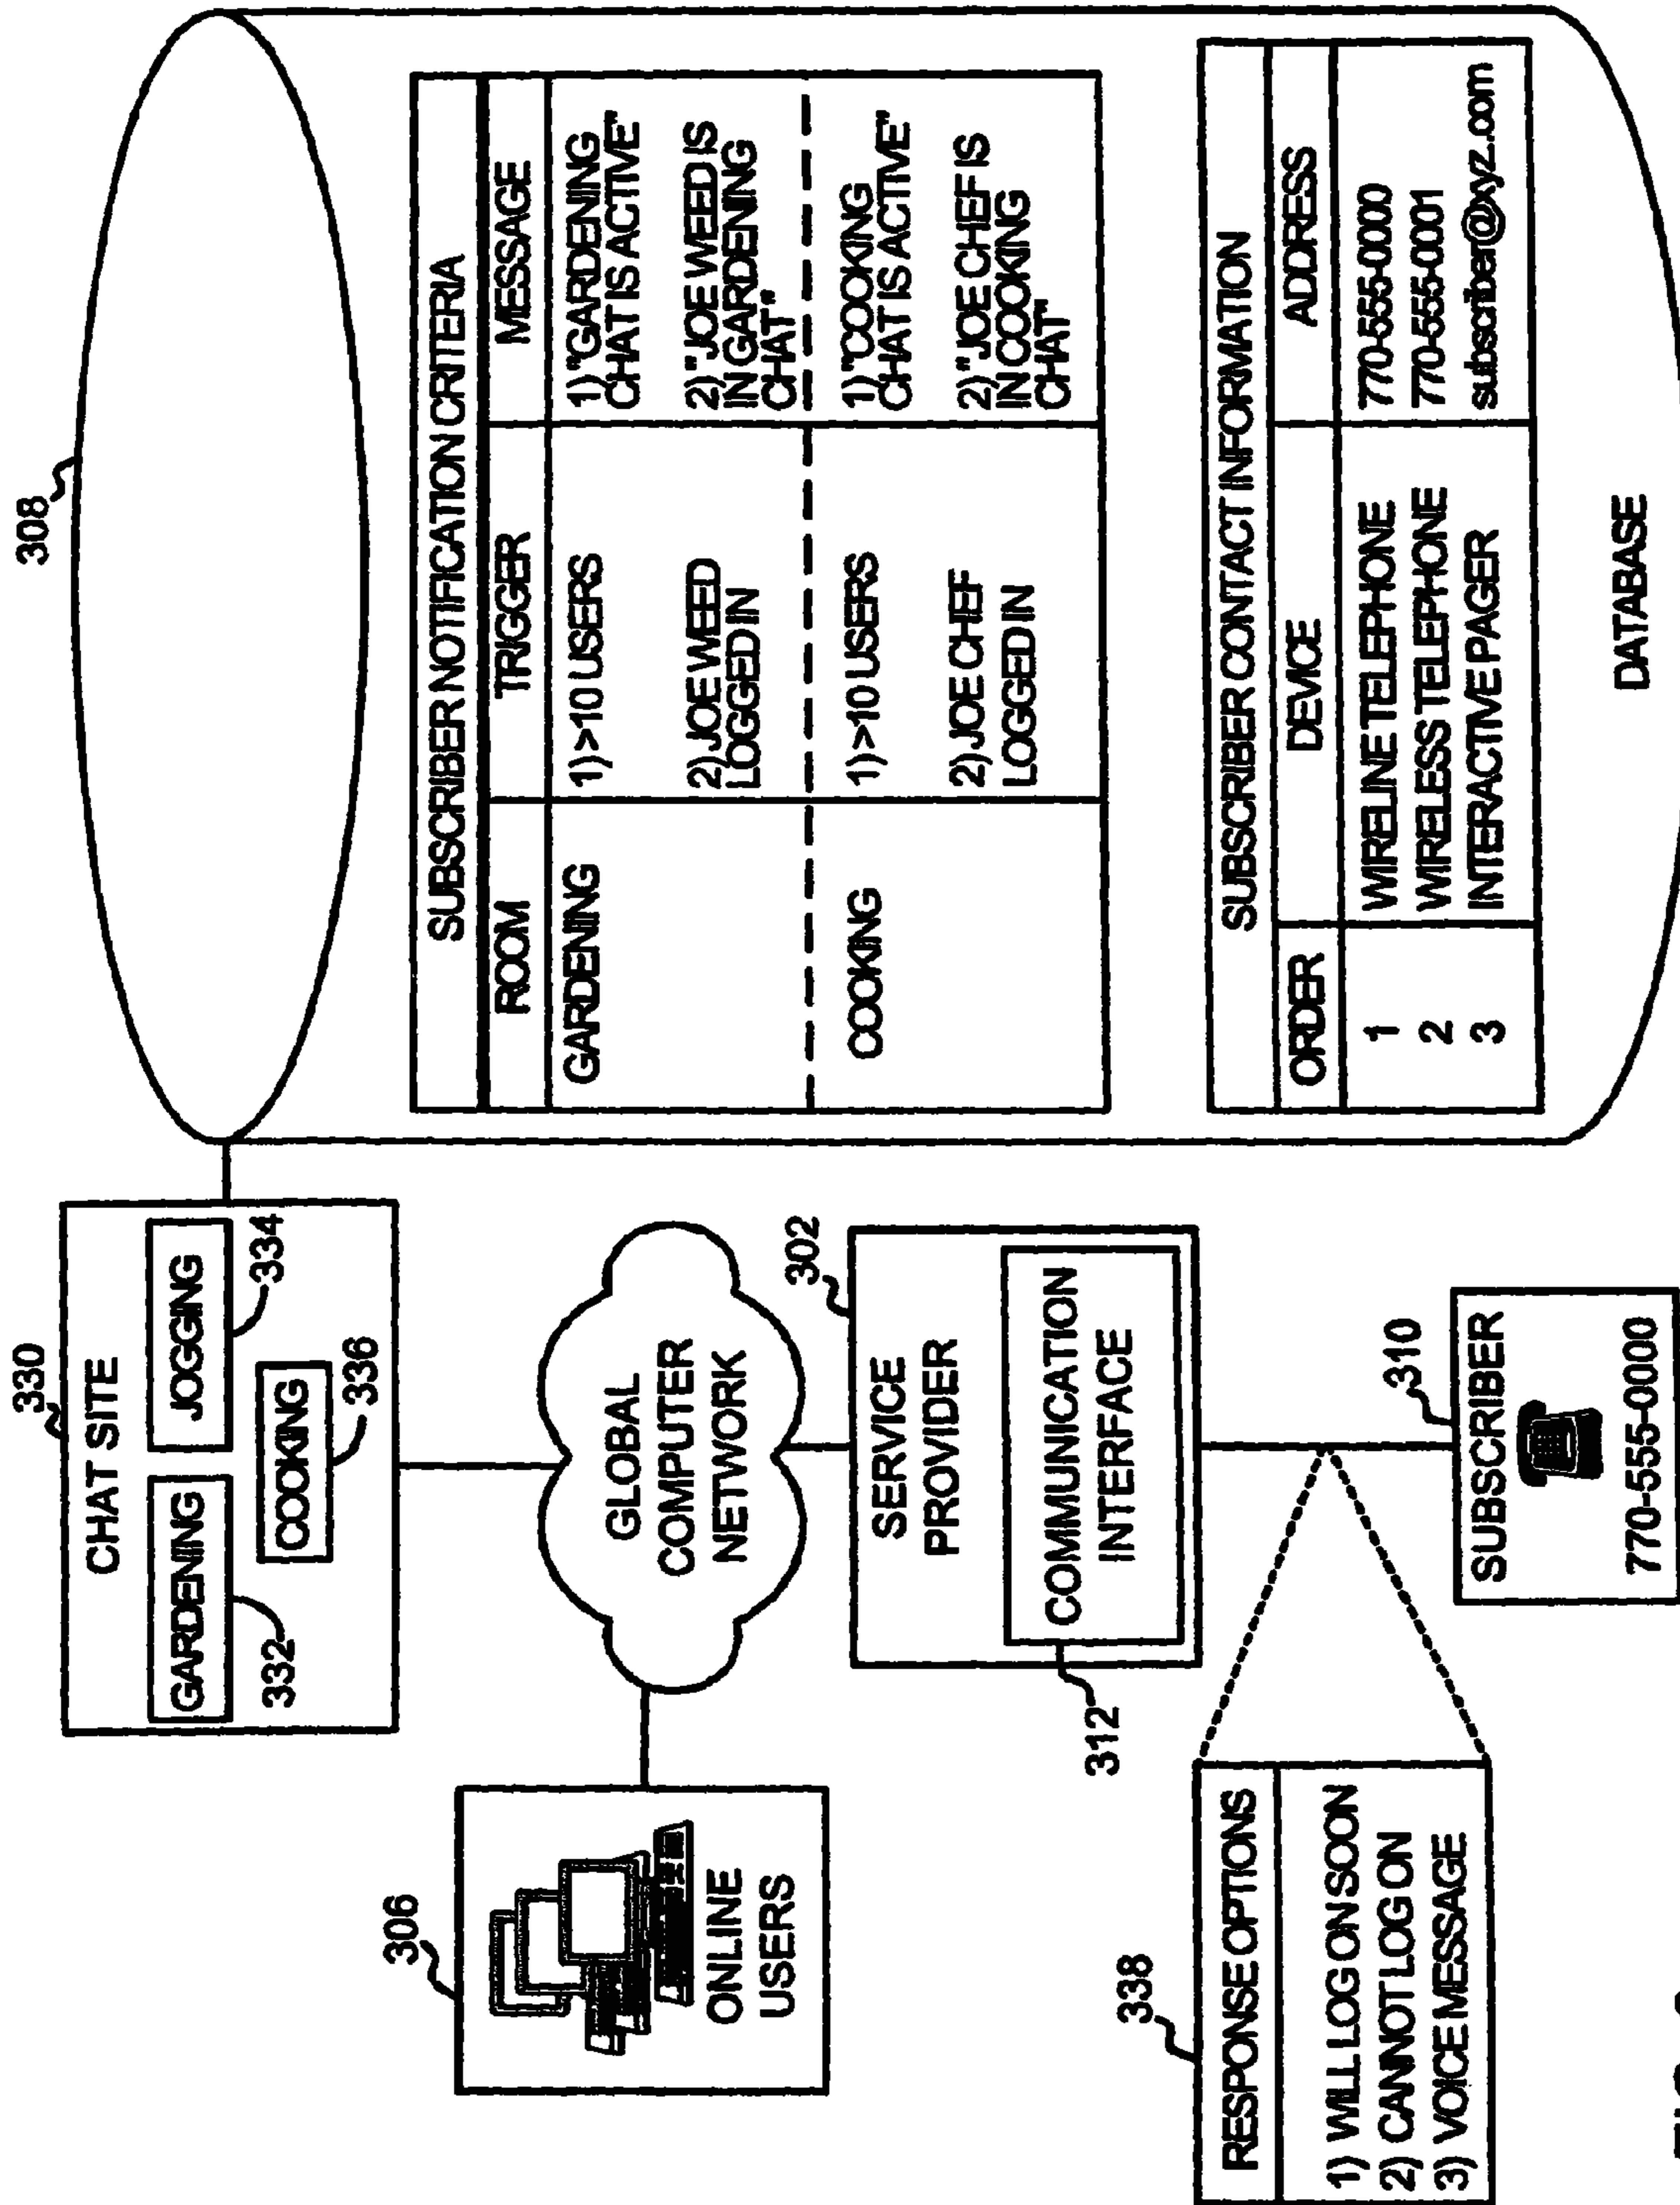 330
CHAT SITE
GARDENING
JOGGING
332
COOKING
334
336
306
ONLINE
USERS
GLOBAL
COMPUTER
NETWORK
302
SERVICE
PROVIDER
COMMUNICATION
INTERFACE
312
338
RESPONSE OPTIONS
1) WILL LOG ON SOON
2) CANNOT LOG ON
3) VOICE MESSAGE
310
SUBSCRIBER
770-555-0000
308
SUBSCRIBER NOTIFICATION CRITERIA
ROOM TRIGGER MESSAGE
GARDENING 1) >10 USERS 1) "GARDENING
CHAT IS ACTIVE"
2) JOE WEED 2) "JOE WEED IS
LOGGED IN IN GARDENING
CHAT"
COOKING 1) >10 USERS 1) "COOKING
CHAT IS ACTIVE"
2) JOE CHEF 2) "JOE CHEF IS
LOGGED IN IN COOKING
CHAT"
SUBSCRIBER CONTACT INFORMATION
ORDER DEVICE ADDRESS
1 WIRELINE TELEPHONE 770-555-0000
2 WIRELESS TELEPHONE 770-555-0001
3 INTERACTIVE PAGER subscriber@xyz.com
DATABASE